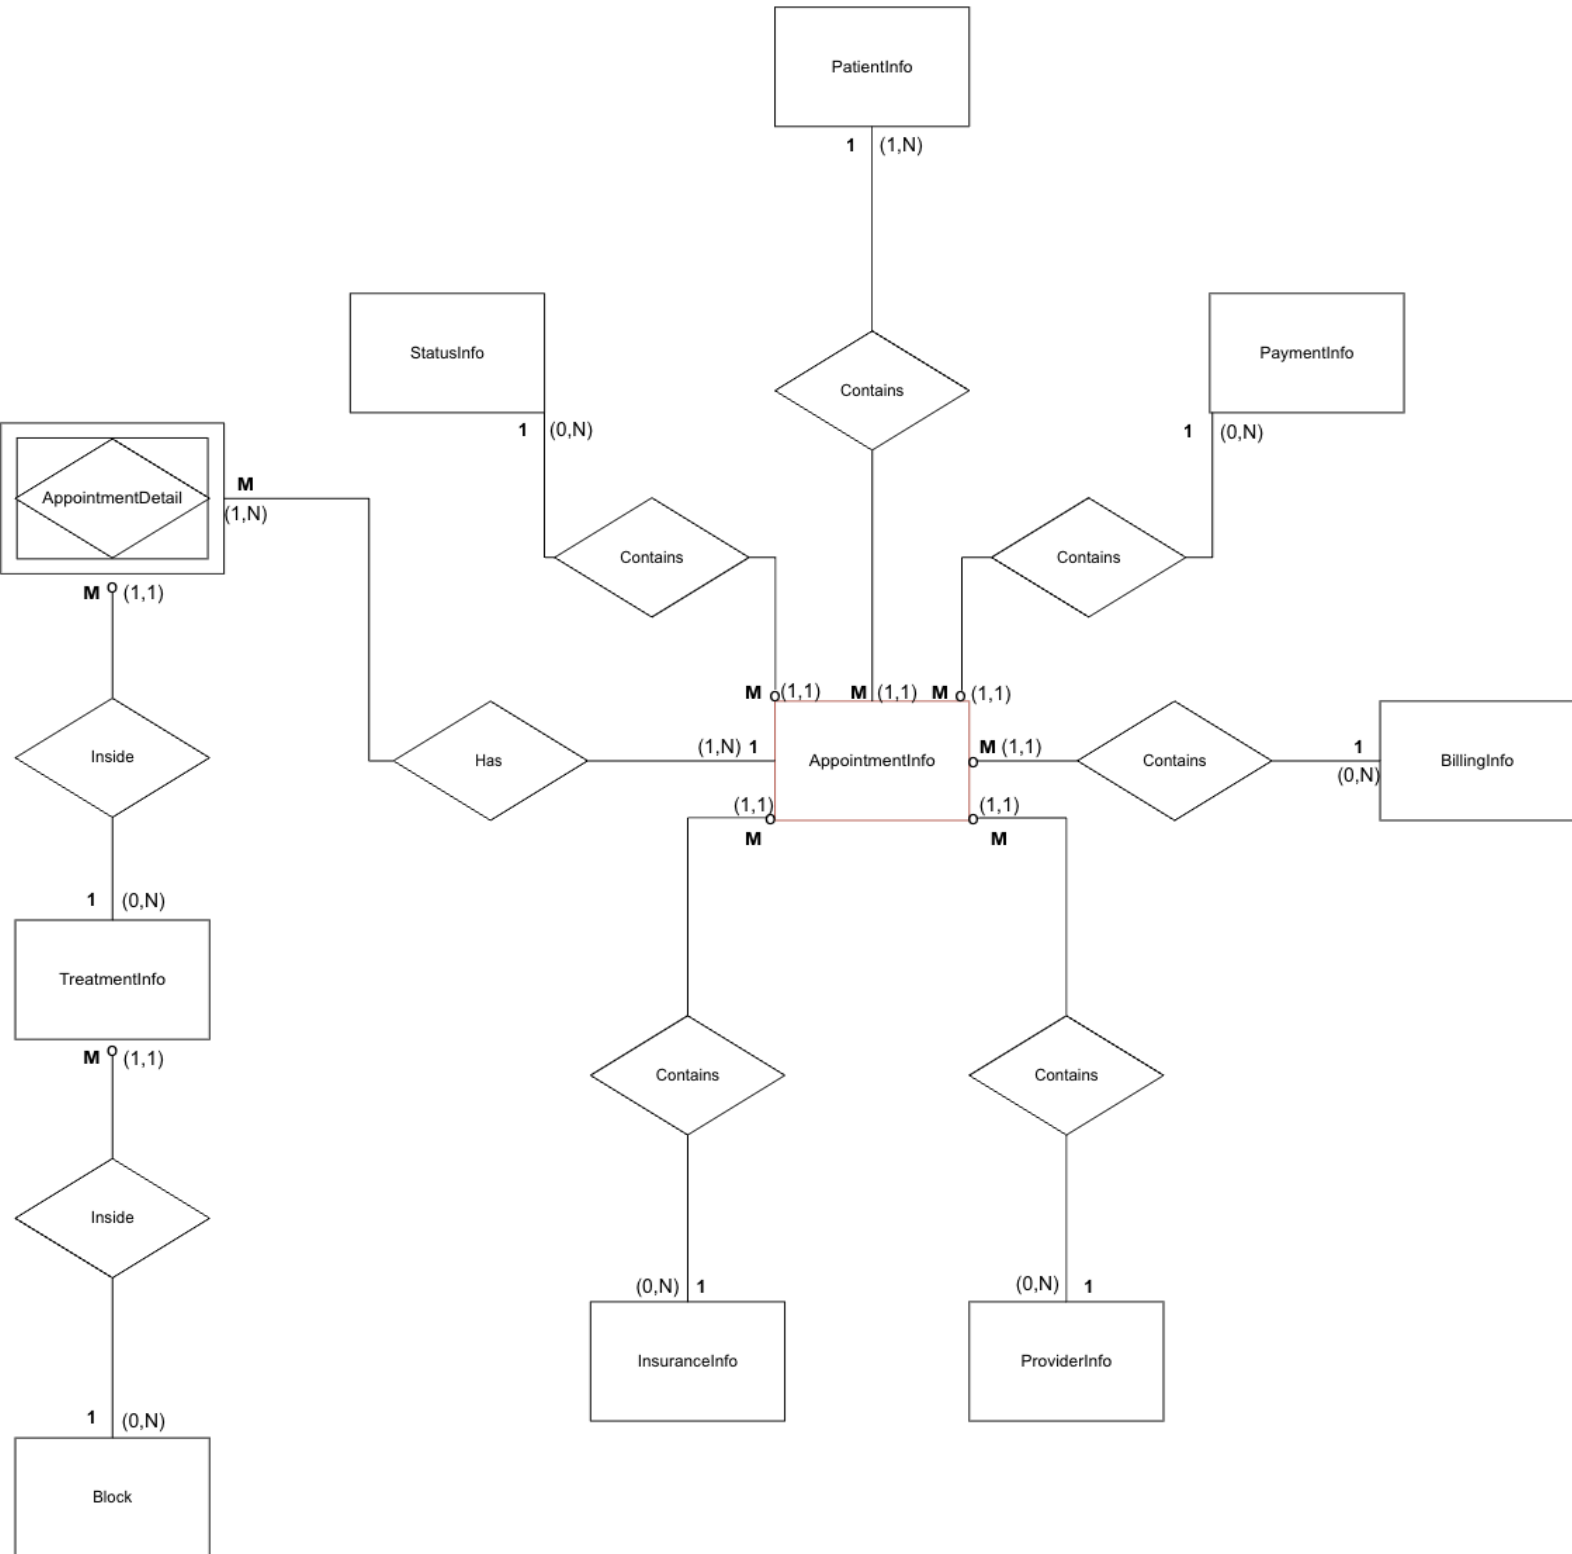 PatientInfo
1 (1,N)
StatusInfo
PaymentInfo
Contains
1 (0,N)
1 (0,N)
AppointmentDetail
M
(1,N)
Contains
Contains
M o (1,1)
M o (1,1)
M (1,1)
M o (1,1)
Inside
Has
(1,N) 1
AppointmentInfo
M (1,1)
o
Contains
1
(0,N)
BillingInfo
(1,1)
o
M
(1,1)
o
M
1 (0,N)
TreatmentInfo
M o (1,1)
Contains
Contains
Inside
(0,N) 1
(0,N) 1
InsuranceInfo
ProviderInfo
1 (0,N)
Block